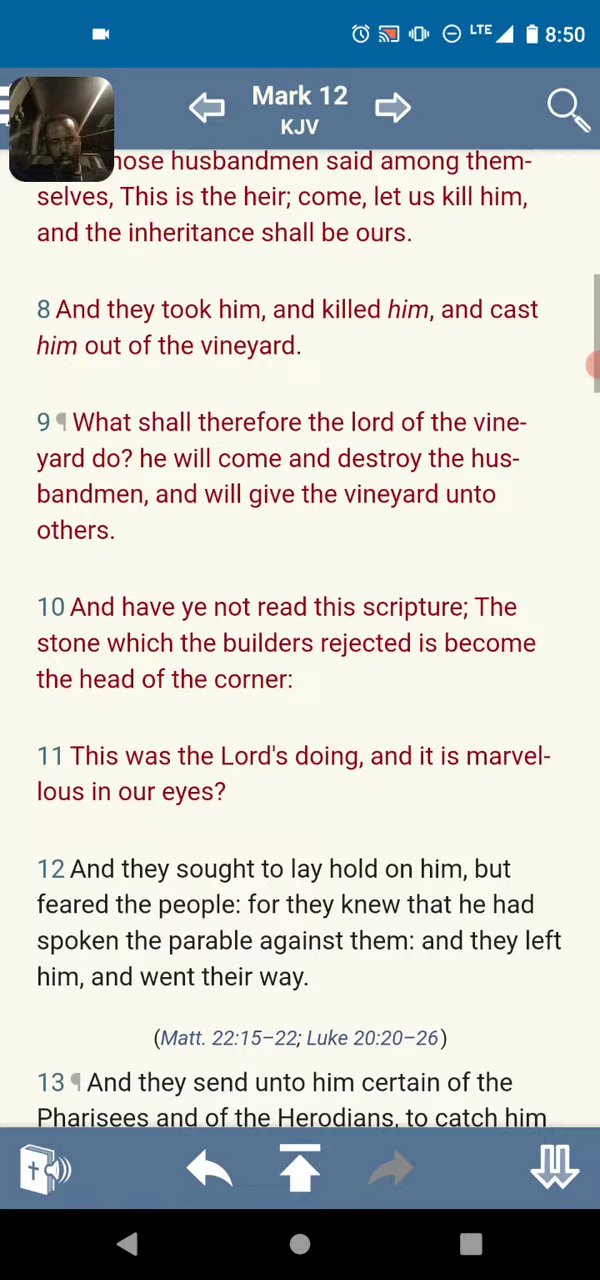 LTE 8:50
Mark 12
KJV
hose husbandmen said among them-
selves, This is the heir; come, let us kill him,
and the inheritance shall be ours.
8 And they took him, and killed him, and cast
him out of the vineyard.
9 ¶ What shall therefore the lord of the vine-
yard do? he will come and destroy the hus-
bandmen, and will give the vineyard unto
others.
10 And have ye not read this scripture; The
stone which the builders rejected is become
the head of the corner:
11 This was the Lord's doing, and it is marvel-
lous in our eyes?
12 And they sought to lay hold on him, but
feared the people: for they knew that he had
spoken the parable against them: and they left
him, and went their way.
(Matt. 22:15–22; Luke 20:20–26)
13 ¶ And they send unto him certain of the
Pharisees and of the Herodians, to catch him